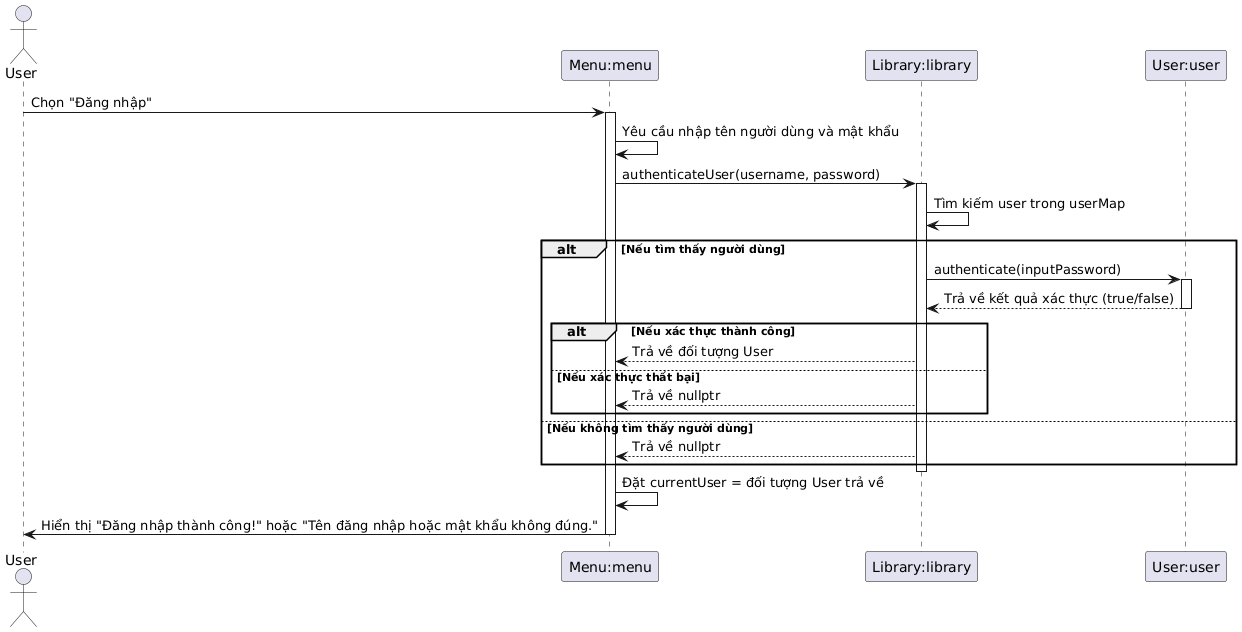 User
Menu:menu
Library:library
User:user
Chọn "Đăng nhập"
Yêu cầu nhập tên người dùng và mật khẩu
authenticateUser(username, password)
Tìm kiếm user trong userMap
alt
[Nếu tìm thấy người dùng]
authenticate(inputPassword)
Trả về kết quả xác thực (true/false)
alt
[Nếu xác thực thành công]
Trả về đối tượng User
[Nếu xác thực thất bại]
Trả về nullptr
[Nếu không tìm thấy người dùng]
Trả về nullptr
Đặt currentUser = đối tượng User trả về
Hiển thị "Đăng nhập thành công!" hoặc "Tên đăng nhập hoặc mật khẩu không đúng."
User
Menu:menu
Library:library
User:user